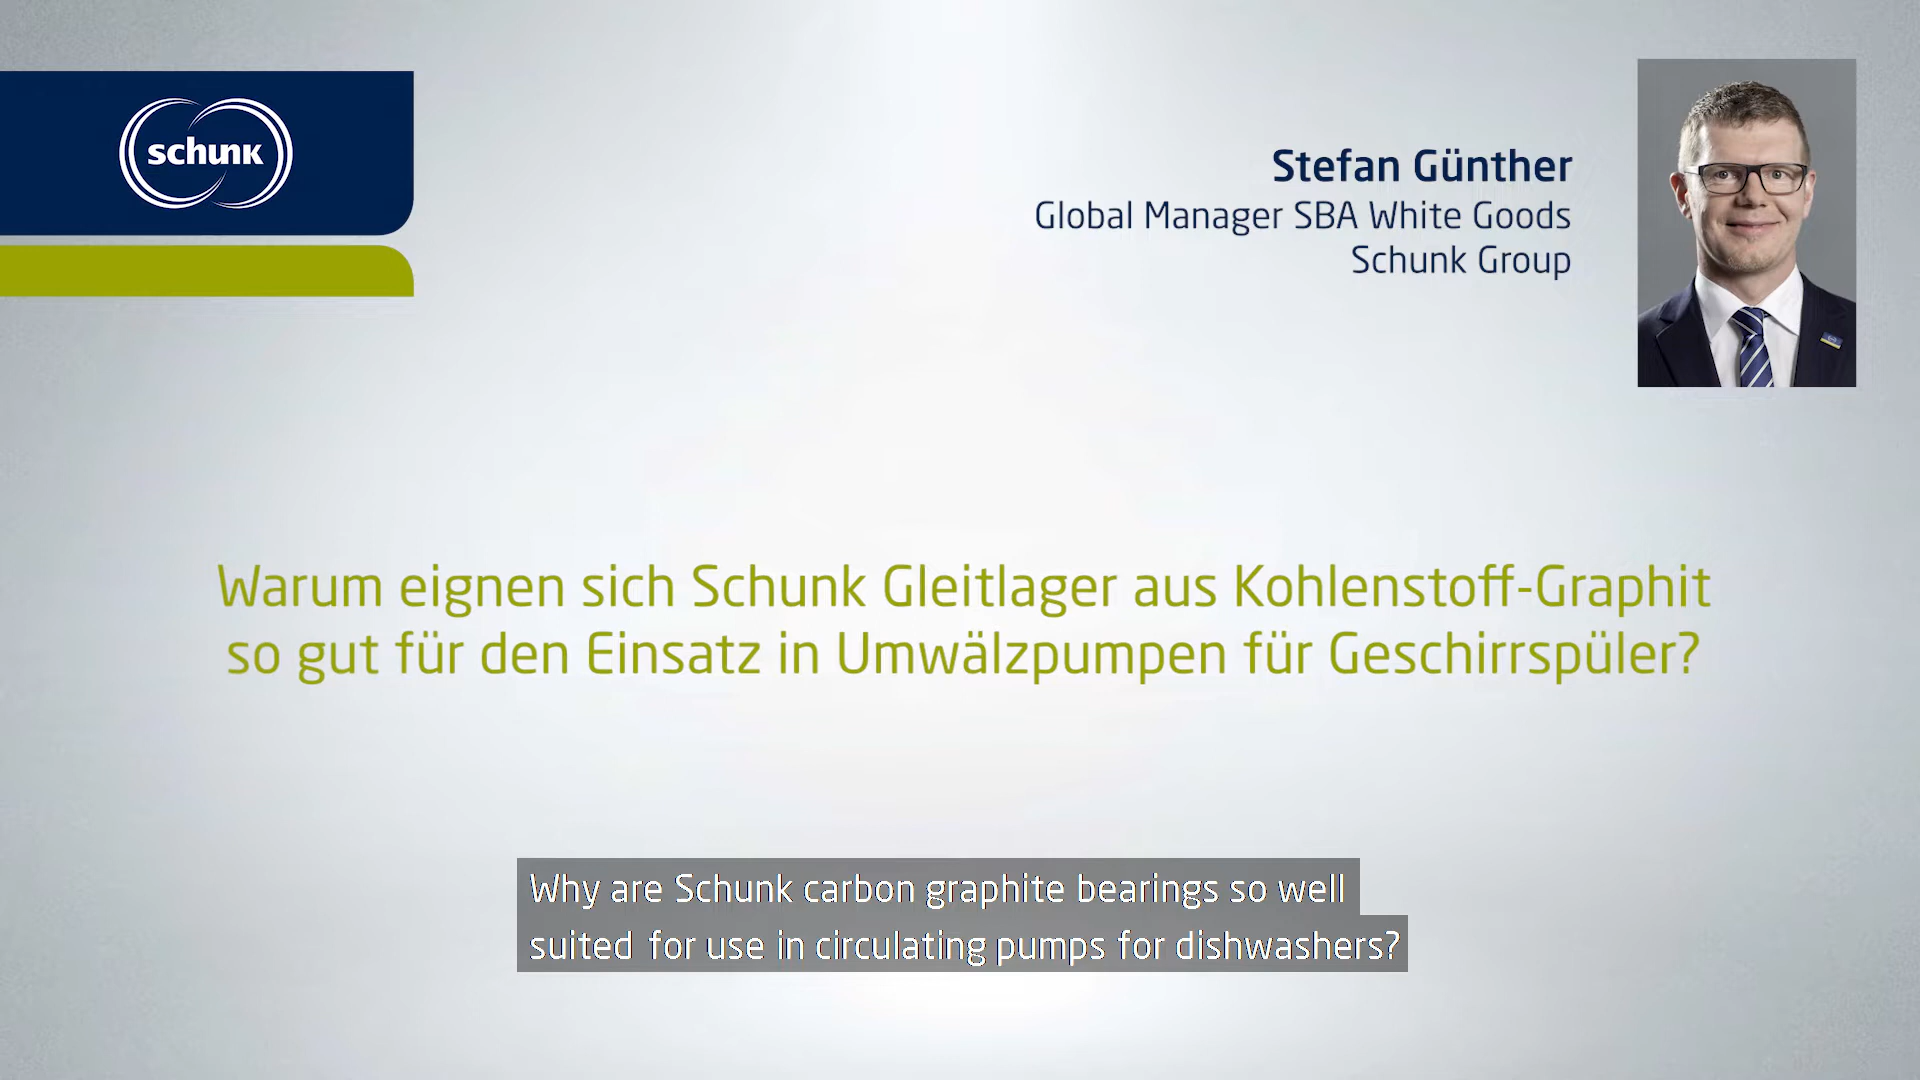 schunk
Stefan Günther
Global Manager SBA White Goods
Schunk Group
Warum eignen sich Schunk Gleitlager aus Kohlenstoff-Graphit
so gut für den Einsatz in Umwälzpumpen für Geschirrspüler?
Why are Schunk carbon graphite bearings so well
suited for use in circulating pumps for dishwashers?